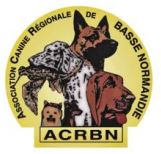 ASSOCIATION CANINE RÉGIONALE DE BASSE NORMANDIE
ACRBN